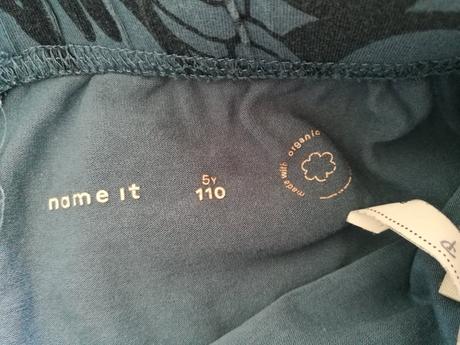 name it
5Y
110
made with organic